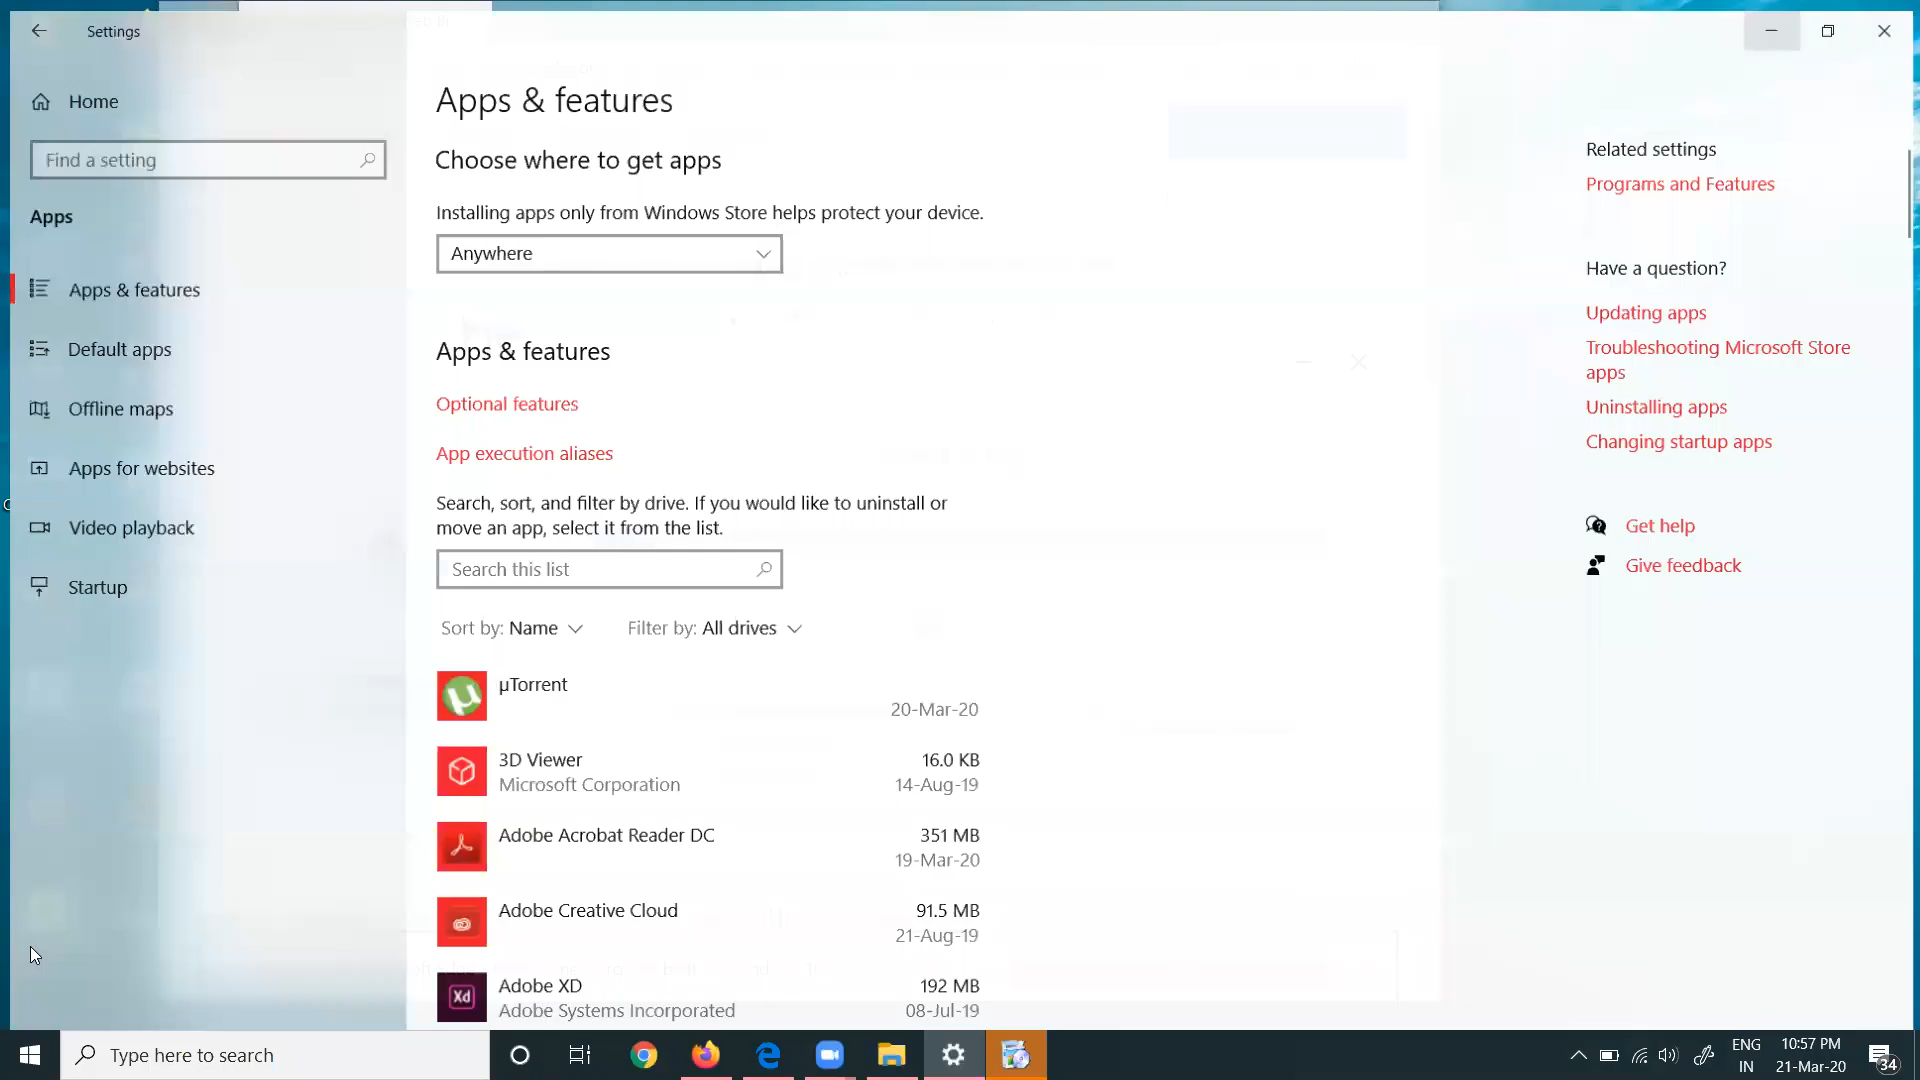 Settings
Home
Find a setting
Apps
Apps & features
Default apps
Offline maps
Apps for websites
Video playback
Startup
Apps & features
Choose where to get apps
Installing apps only from Windows Store helps protect your device.
Anywhere
Apps & features
Optional features
App execution aliases
Search, sort, and filter by drive. If you would like to uninstall or
move an app, select it from the list.
Search this list
Sort by: Name
Filter by: All drives
µTorrent
20-Mar-20
3D Viewer
16.0 KB
Microsoft Corporation
14-Aug-19
Adobe Acrobat Reader DC
351 MB
19-Mar-20
Adobe Creative Cloud
91.5 MB
21-Aug-19
Xd
Adobe XD
192 MB
Adobe Systems Incorporated
08-Jul-19
Related settings
Programs and Features
Have a question?
Updating apps
Troubleshooting Microsoft Store
apps
Uninstalling apps
Changing startup apps
Get help
Give feedback
Type here to search
ENG
IN
10:57 PM
21-Mar-20
34